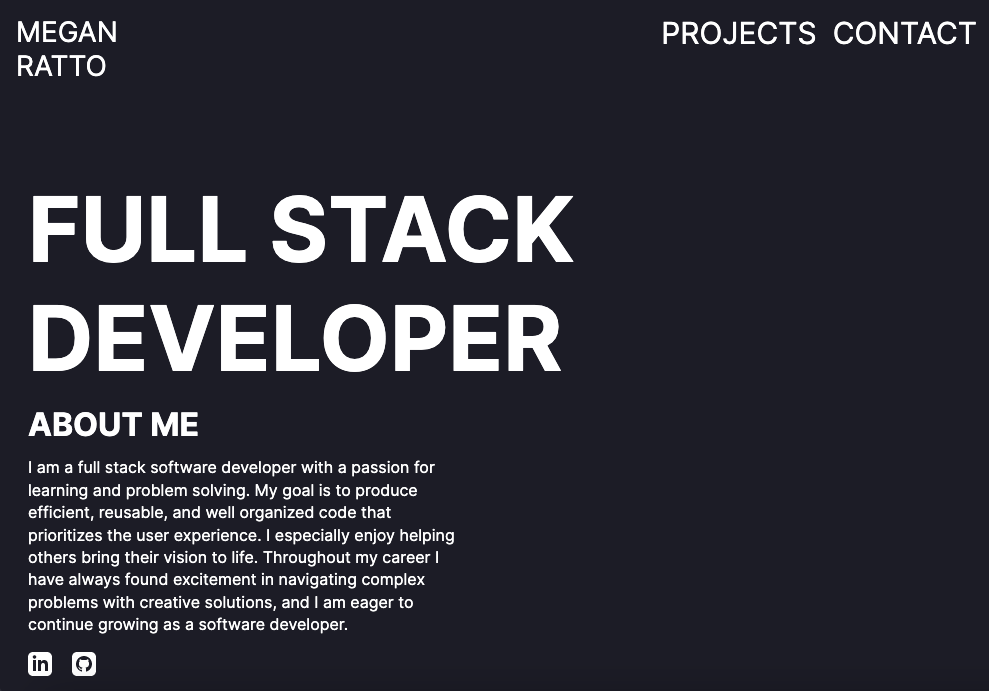 MEGAN
RATTO
PROJECTS CONTACT
FULL STACK
DEVELOPER
ABOUT ME
I am a full stack software developer with a passion for
learning and problem solving. My goal is to produce
efficient, reusable, and well organized code that
prioritizes the user experience. I especially enjoy helping
others bring their vision to life. Throughout my career I
have always found excitement in navigating complex
problems with creative solutions, and I am eager to
continue growing as a software developer.
in